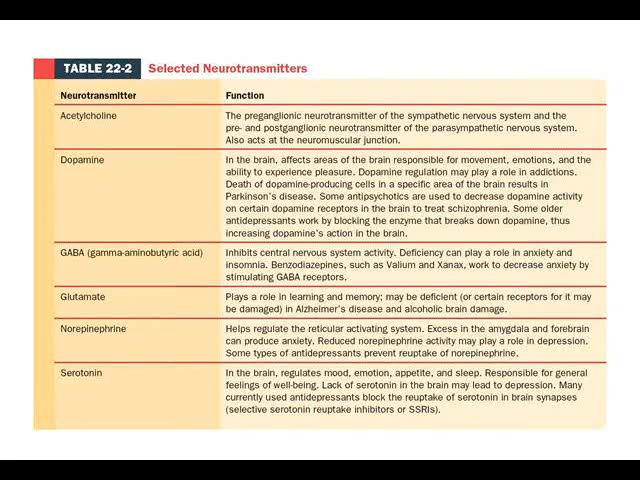 TABLE 22-2 Selected Neurotransmitters
Neurotransmitter Function
Acetylcholine The preganglionic neurotransmitter of the sympathetic nervous system and the
pre- and postganglionic neurotransmitter of the parasympathetic nervous system.
Also acts at the neuromuscular junction.
Dopamine In the brain, affects areas of the brain responsible for movement, emotions, and the
ability to experience pleasure. Dopamine regulation may play a role in addictions.
Death of dopamine-producing cells in a specific area of the brain results in
Parkinson's disease. Some antipsychotics are used to decrease dopamine activity
on certain dopamine receptors in the brain to treat schizophrenia. Some older
antidepressants work by blocking the enzyme that breaks down dopamine, thus
increasing dopamine's action in the brain.
GABA (gamma-aminobutyric acid) Inhibits central nervous system activity. Deficiency can play a role in anxiety and
insomnia. Benzodiazepines, such as Valium and Xanax, work to decrease anxiety by
stimulating GABA receptors.
Glutamate Plays a role in learning and memory; may be deficient (or certain receptors for it may
be damaged) in Alzheimer's disease and alcoholic brain damage.
Norepinephrine Helps regulate the reticular activating system. Excess in the amygdala and forebrain
can produce anxiety. Reduced norepinephrine activity may play a role in depression.
Some types of antidepressants prevent reuptake of norepinephrine.
Serotonin In the brain, regulates mood, emotion, appetite, and sleep. Responsible for general
feelings of well-being. Lack of serotonin in the brain may lead to depression. Many
currently used antidepressants block the reuptake of serotonin in brain synapses
(selective serotonin reuptake inhibitors or SSRIs).